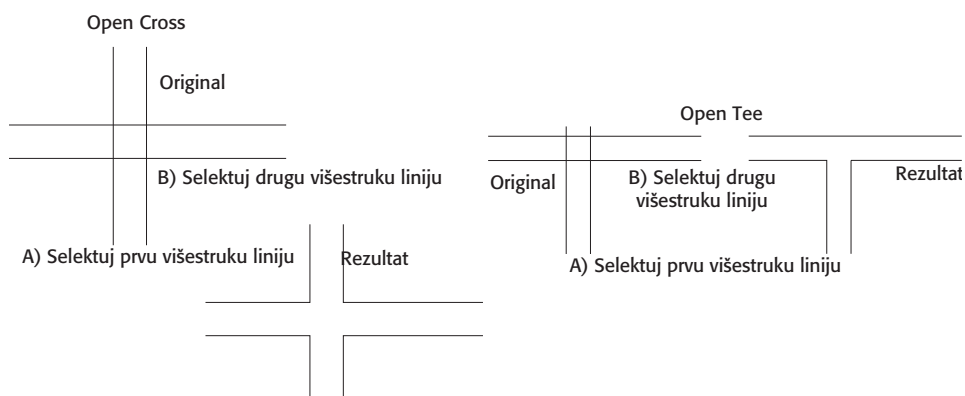 Open Cross
Original
B) Selektuj drugu višestruku liniju
A) Selektuj prvu višestruku liniju
Rezultat
Open Tee
Original
B) Selektuj drugu
višestruku liniju
Rezultat
A) Selektuj prvu višestruku liniju